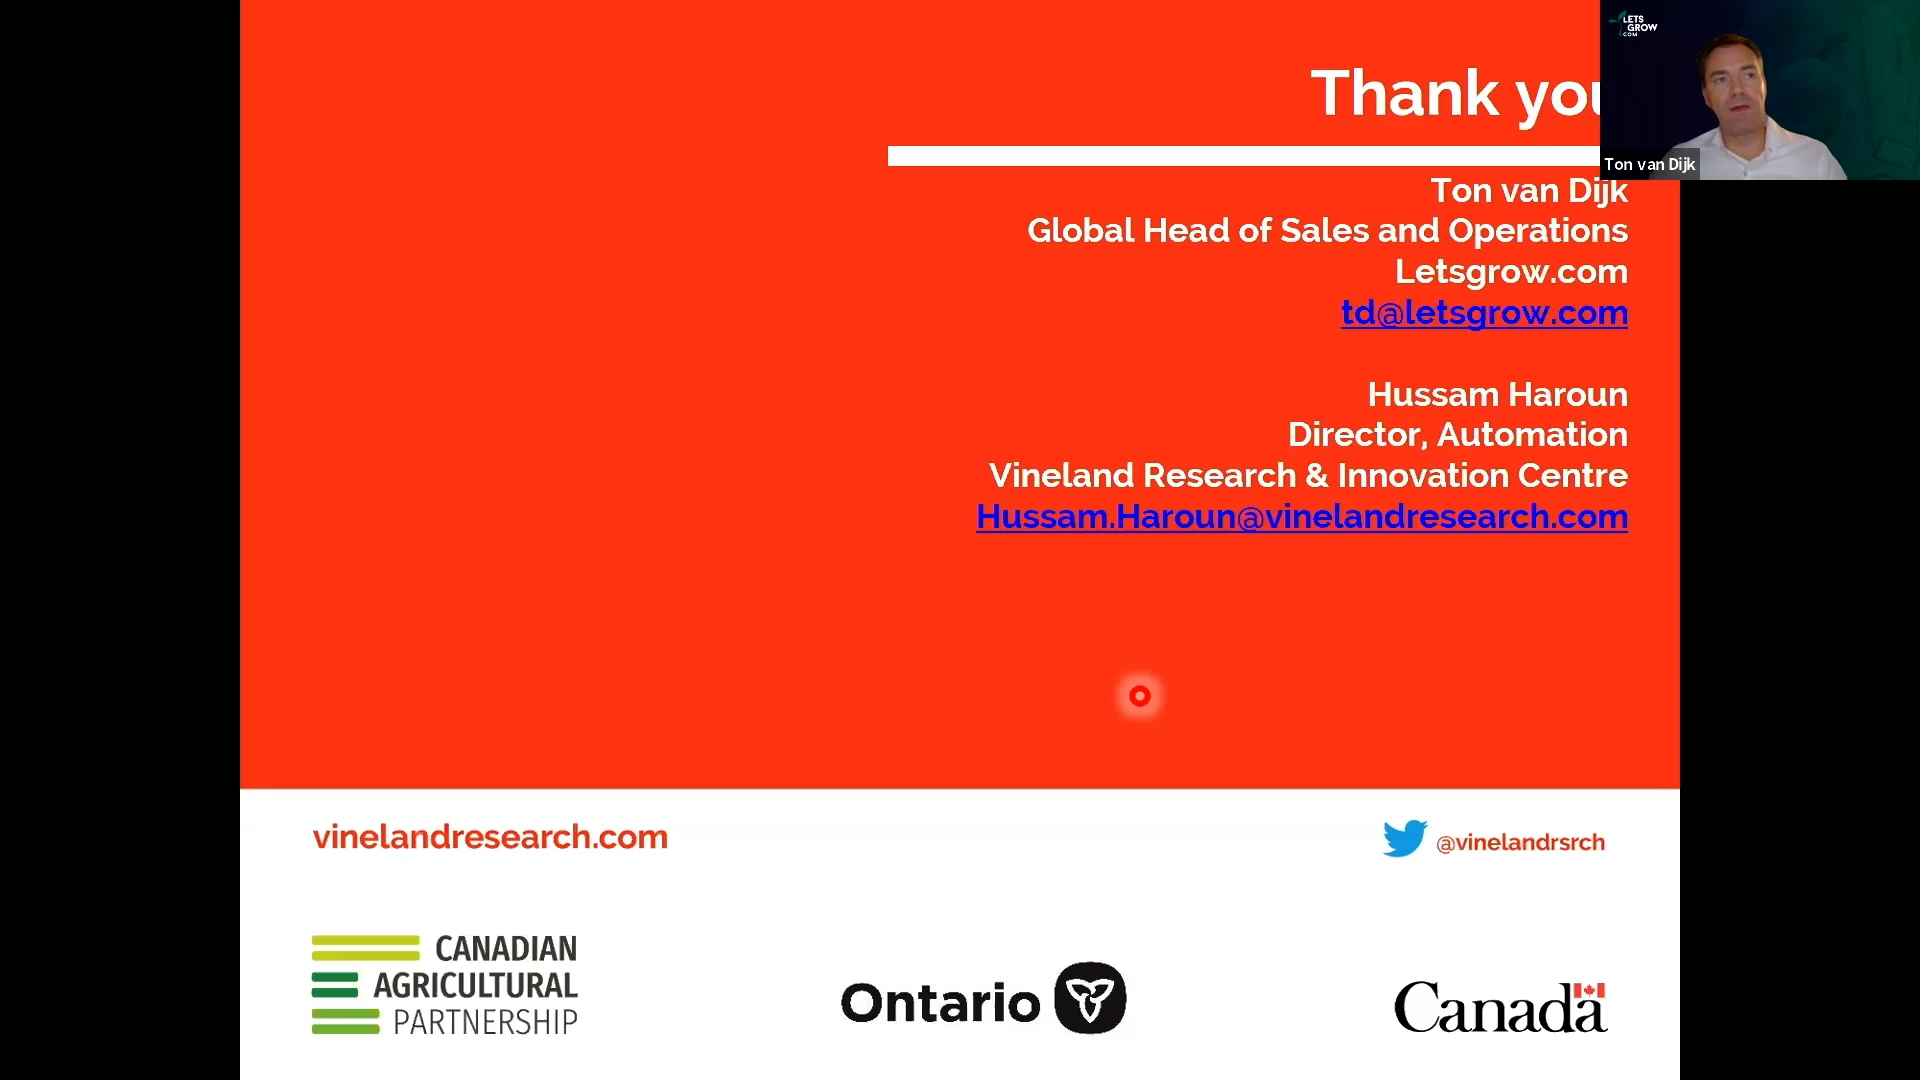 Thank you
LETS
GROW
.COM
Ton van Dijk
Ton van Dijk
Global Head of Sales and Operations
Letsgrow.com
td@letsgrow.com
Hussam Haroun
Director, Automation
Vineland Research & Innovation Centre
Hussam.Haroun@vinelandresearch.com
vinelandresearch.com
@vinelandrsrch
CANADIAN
AGRICULTURAL
PARTNERSHIP
Ontario
Canada